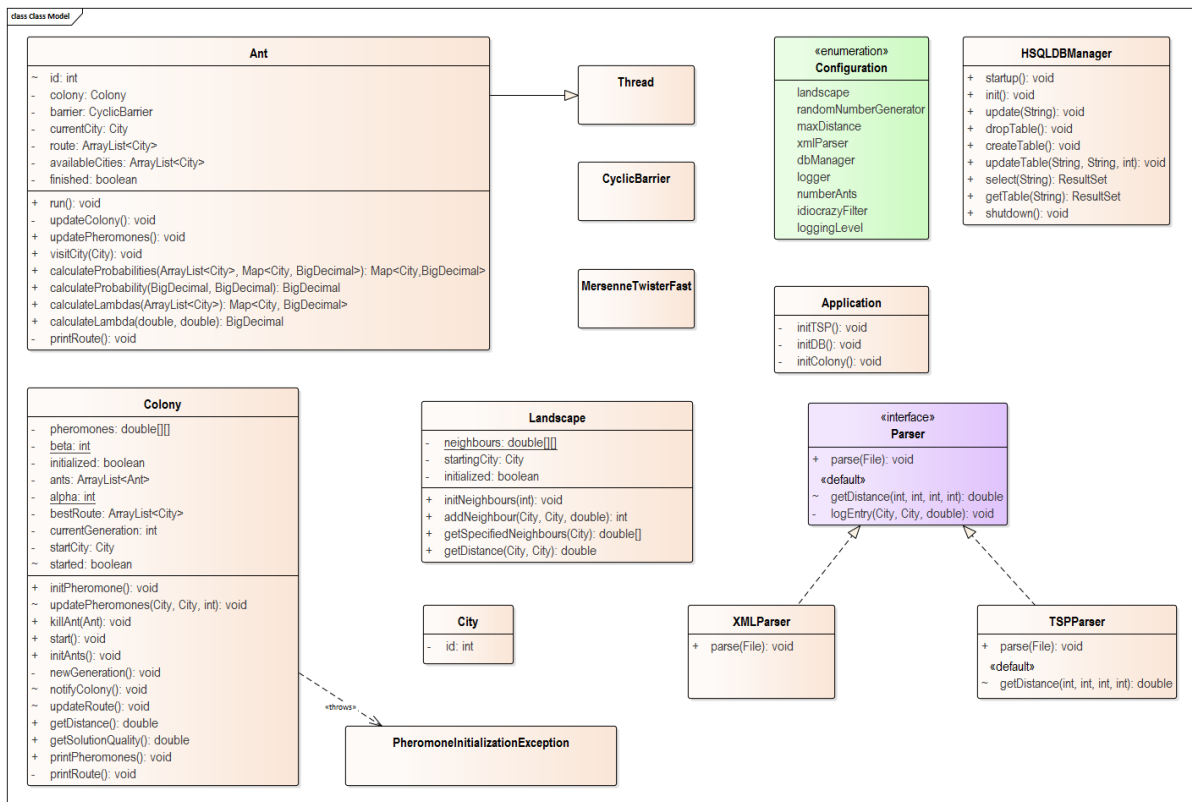 class Class Model
Ant
~ id: int
- colony: Colony
- barrier: CyclicBarrier
- currentCity: City
- route: ArrayList<City>
- availableCities: ArrayList<City>
- finished: boolean
+ run(): void
- updateColony(): void
+ updatePheromones(): void
+ visitCity(City): void
+ calculateProbabilities(ArrayList<City>, Map<City, BigDecimal>): Map<City,BigDecimal>
+ calculateProbability(BigDecimal, BigDecimal): BigDecimal
+ calculateLambdas(ArrayList<City>): Map<City, BigDecimal>
+ calculateLambda(double, double): BigDecimal
- printRoute(): void
Thread
CyclicBarrier
MersenneTwisterFast
«enumeration»
Configuration
landscape
randomNumberGenerator
maxDistance
xmlParser
dbManager
logger
numberAnts
idiocrazyFilter
loggingLevel
HSQLDBManager
+ startup(): void
+ init(): void
+ update(String): void
+ dropTable(): void
+ createTable(): void
+ updateTable(String, String, int): void
+ select(String): ResultSet
+ getTable(String): ResultSet
+ shutdown(): void
Application
- initTSP(): void
- initDB(): void
- initColony(): void
Colony
- pheromones: double[][]
- beta: int
- initialized: boolean
- ants: ArrayList<Ant>
- alpha: int
- bestRoute: ArrayList<City>
- currentGeneration: int
- startCity: City
~ started: boolean
+ initPheromone(): void
~ updatePheromones(City, City, int): void
+ killAnt(Ant): void
+ start(): void
+ initAnts(): void
- newGeneration(): void
~ notifyColony(): void
~ updateRoute(): void
+ getDistance(): double
+ getSolutionQuality(): double
+ printPheromones(): void
- printRoute(): void
Landscape
- neighbours: double[][]
- startingCity: City
- initialized: boolean
+ initNeighbours(int): void
+ addNeighbour(City, City, double): int
+ getSpecifiedNeighbours(City): double[]
+ getDistance(City, City): double
«interface»
Parser
+ parse(File): void
«default»
~ getDistance(int, int, int, int): double
- logEntry(City, City, double): void
City
- id: int
XMLParser
+ parse(File): void
TSPParser
+ parse(File): void
«default»
~ getDistance(int, int, int, int): double
«throws»
PheromoneInitializationException